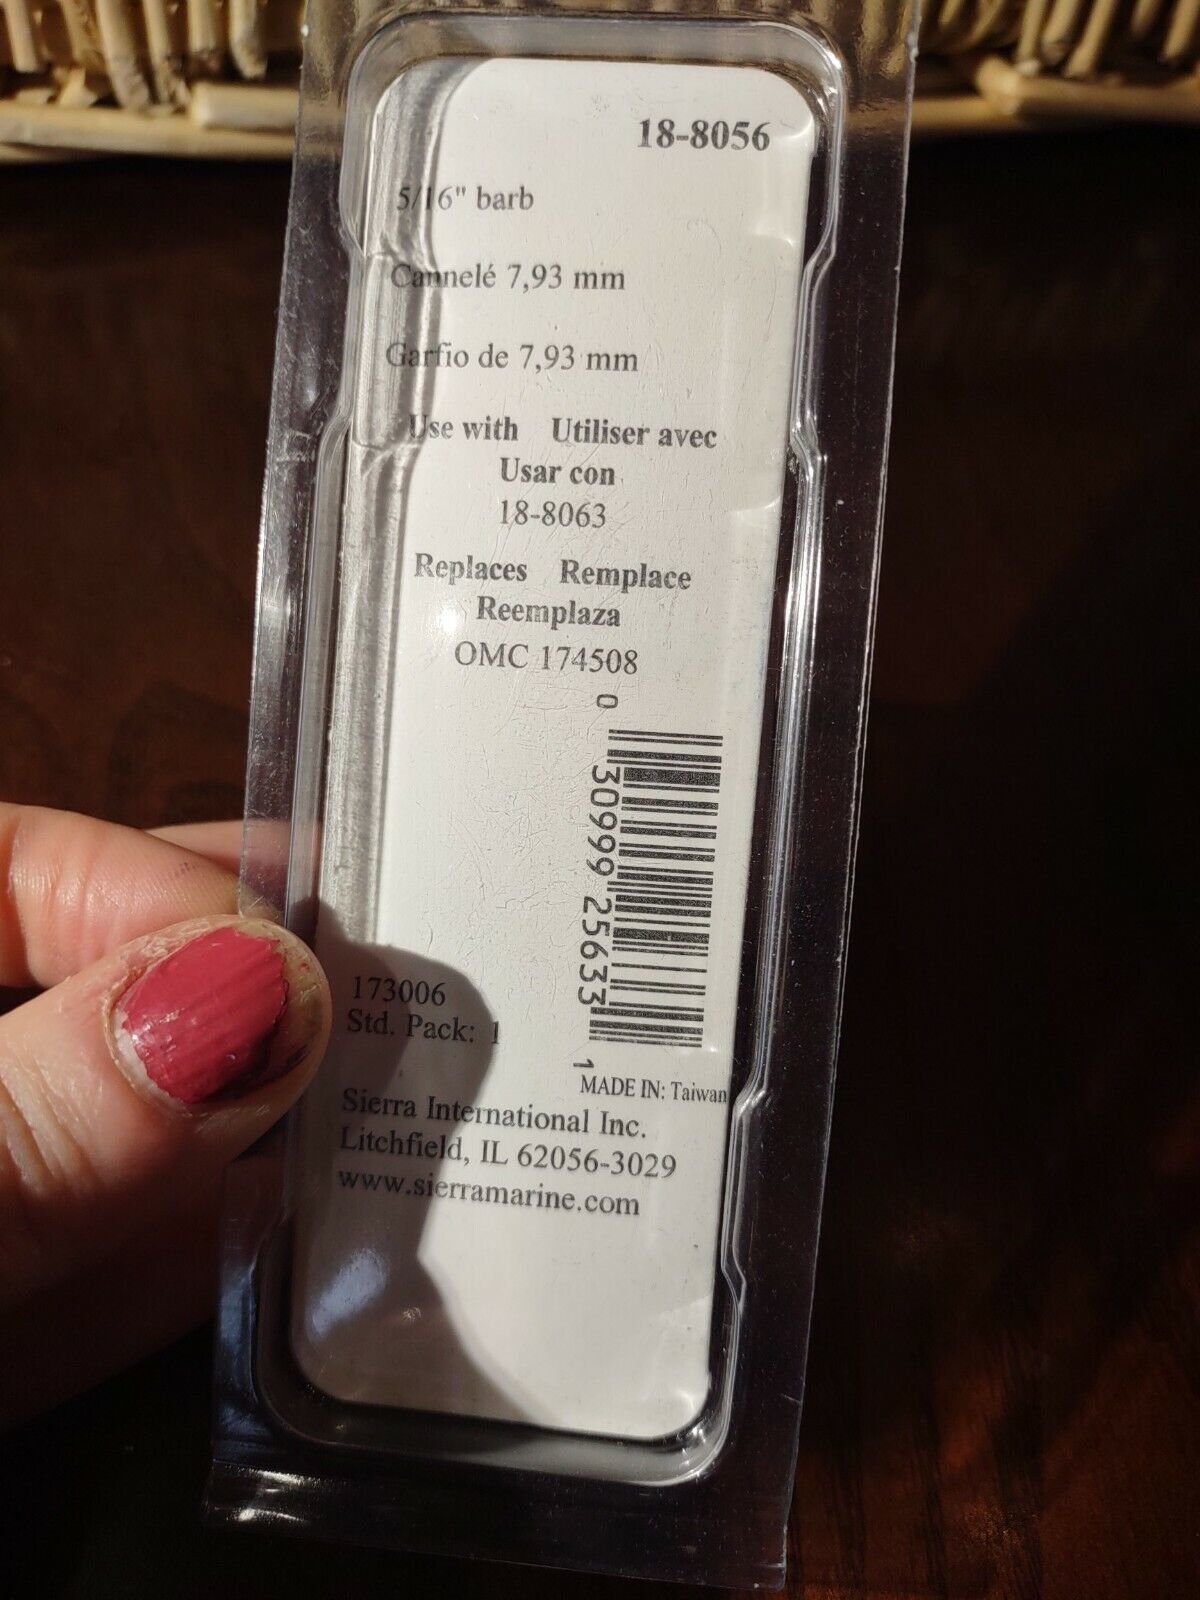 18-8056
5/16" barb
Cannelé 7,93 mm
Garfio de 7,93 mm
Use with Utiliser avec
Usar con
18-8063
Replaces Remplace
Reemplaza
OMC 174508
0 30999 25633 1
173006
Std. Pack: 1
MADE IN: Taiwan
Sierra International Inc.
Litchfield, IL 62056-3029
www.sierramarine.com